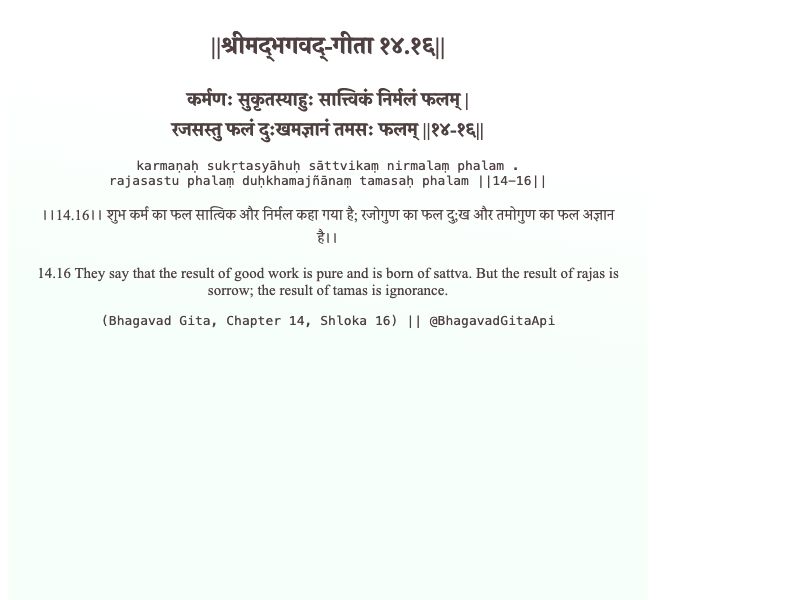 ||श्रीमद्‍भगवद्‍-गीता १४.१६||
कर्मणः सुकृतस्याहुः सात्त्विकं निर्मलं फलम् |
रजसस्तु फलं दुःखमज्ञानं तमसः फलम् ||१४-१६||
karmaṇaḥ sukṛtasyāhuḥ sāttvikaṃ nirmalaṃ phalam .
rajasastu phalaṃ duḥkhamajñānaṃ tamasaḥ phalam ||14-16||
।।14.16।। शुभ कर्म का फल सात्विक और निर्मल कहा गया है; रजोगुण का फल दु;ख और तमोगुण का फल अज्ञान
है।।
14.16 They say that the result of good work is pure and is born of sattva. But the result of rajas is
sorrow; the result of tamas is ignorance.
(Bhagavad Gita, Chapter 14, Shloka 16) || @BhagavadGitaApi